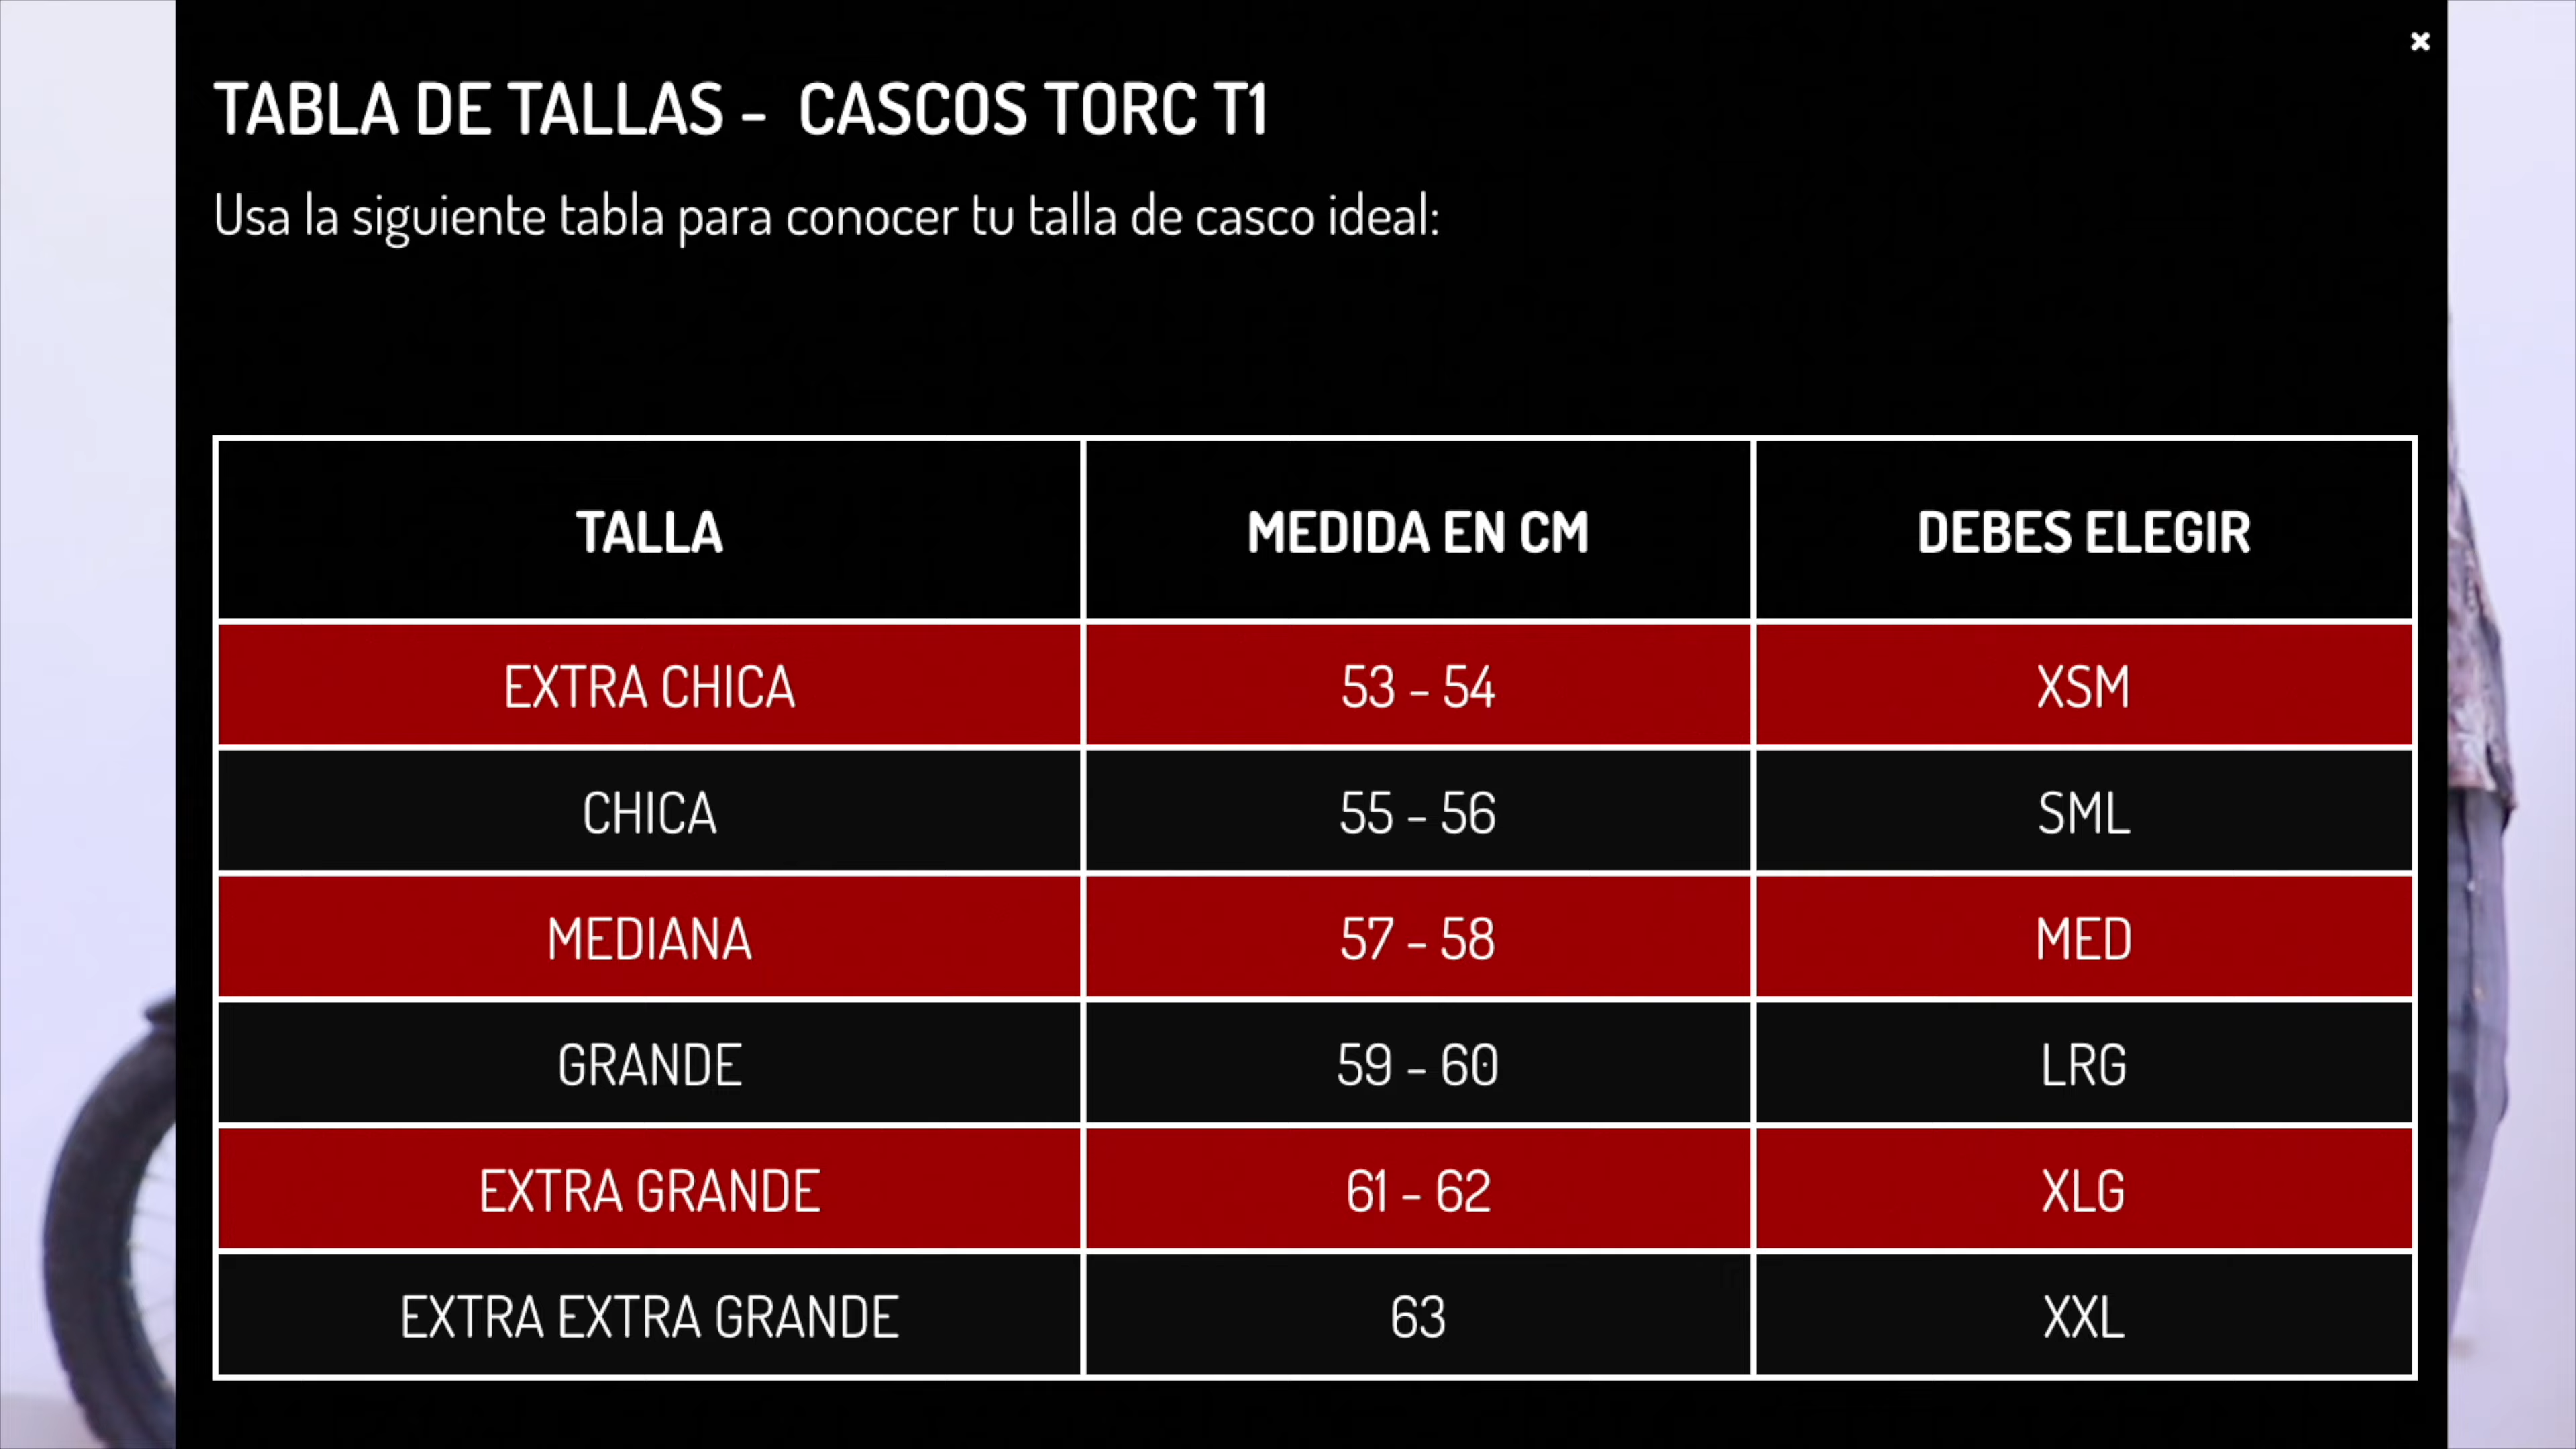 TABLA DE TALLAS - CASCOS TORC T1
Usa la siguiente tabla para conocer tu talla de casco ideal:
TALLA MEDIDA EN CM DEBES ELEGIR
EXTRA CHICA 53 - 54 XSM
CHICA 55 - 56 SML
MEDIANA 57 - 58 MED
GRANDE 59 - 60 LRG
EXTRA GRANDE 61 - 62 XLG
EXTRA EXTRA GRANDE 63 XXL